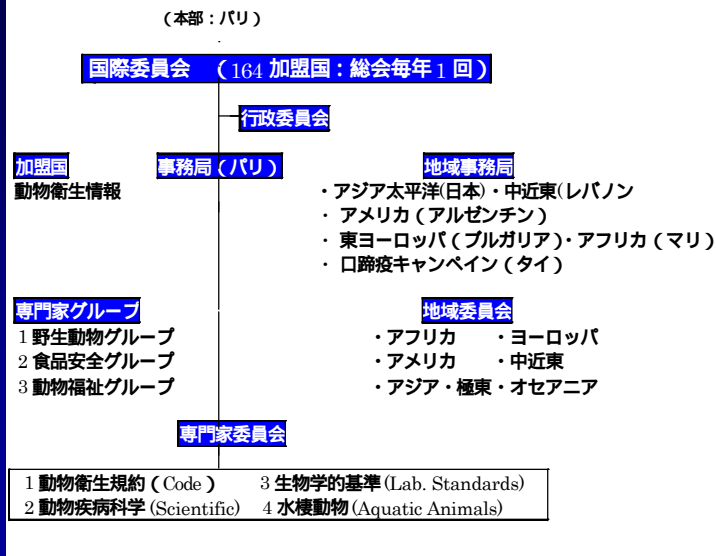 （本部：パリ）
国際委員会 （164 加盟国：総会毎年 1 回）
行政委員会
加盟国 事務局（パリ） 地域事務局
動物衛生情報 ・アジア太平洋(日本)・中近東(レバノン
・ アメリカ（アルゼンチン）
・ 東ヨーロッパ（ブルガリア）・アフリカ（マリ）
・ 口蹄疫キャンペイン（タイ）
専門家グループ 地域委員会
1 野生動物グループ ・アフリカ ・ヨーロッパ
2 食品安全グループ ・アメリカ ・中近東
3 動物福祉グループ ・アジア・極東・オセアニア
専門家委員会
1 動物衛生規約（Code） 3 生物学的基準(Lab. Standards)
2 動物疾病科学(Scientific) 4 水棲動物(Aquatic Animals)